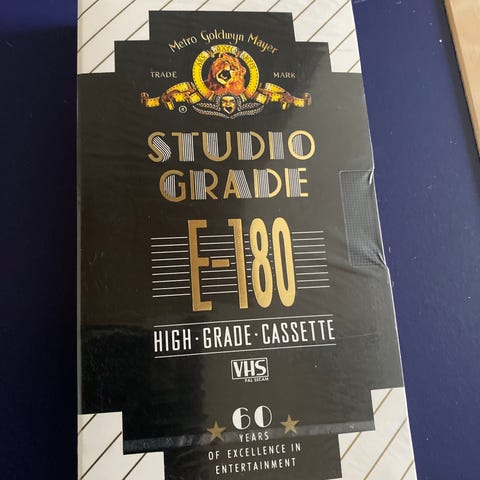 Metro Goldwyn Mayer
TRADE MARK
STUDIO
GRADE
E-180
HIGH·GRADE·CASSETTE
VHS
PAL SECAM
60
YEARS
OF EXCELLENCE IN
ENTERTAINMENT